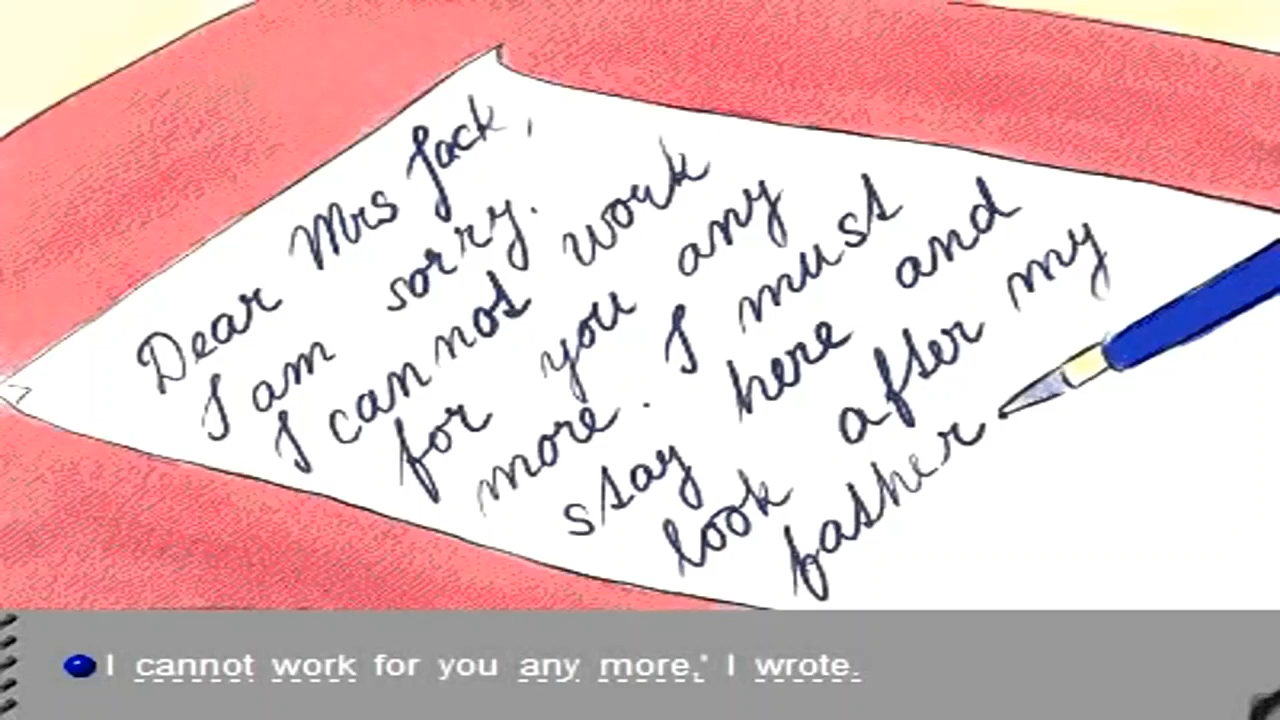 Dear Mrs Jack,
I am sorry.
I cannot work
for you any
more. I must
stay here and
look after my
father
I cannot work for you any more,' I wrote.